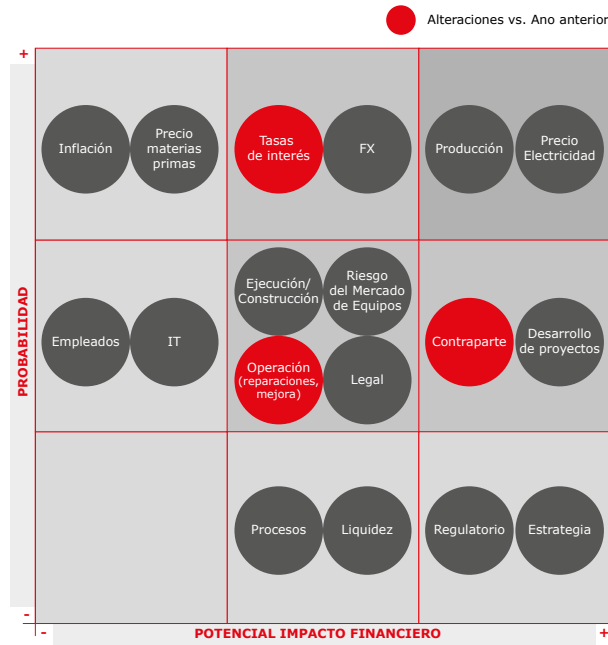 Alteraciones vs. Ano anterior
+
Inflación
Precio
materias
primas
Tasas
de interés
FX
Producción
Precio
Electricidad
PROBABILIDAD
Empleados
IT
Ejecución/
Construcción
Riesgo
del Mercado
de Equipos
Operación
(reparaciones,
mejora)
Legal
Contraparte
Desarrollo
de proyectos
Procesos
Liquidez
Regulatorio
Estrategia
-
-
POTENCIAL IMPACTO FINANCIERO
+